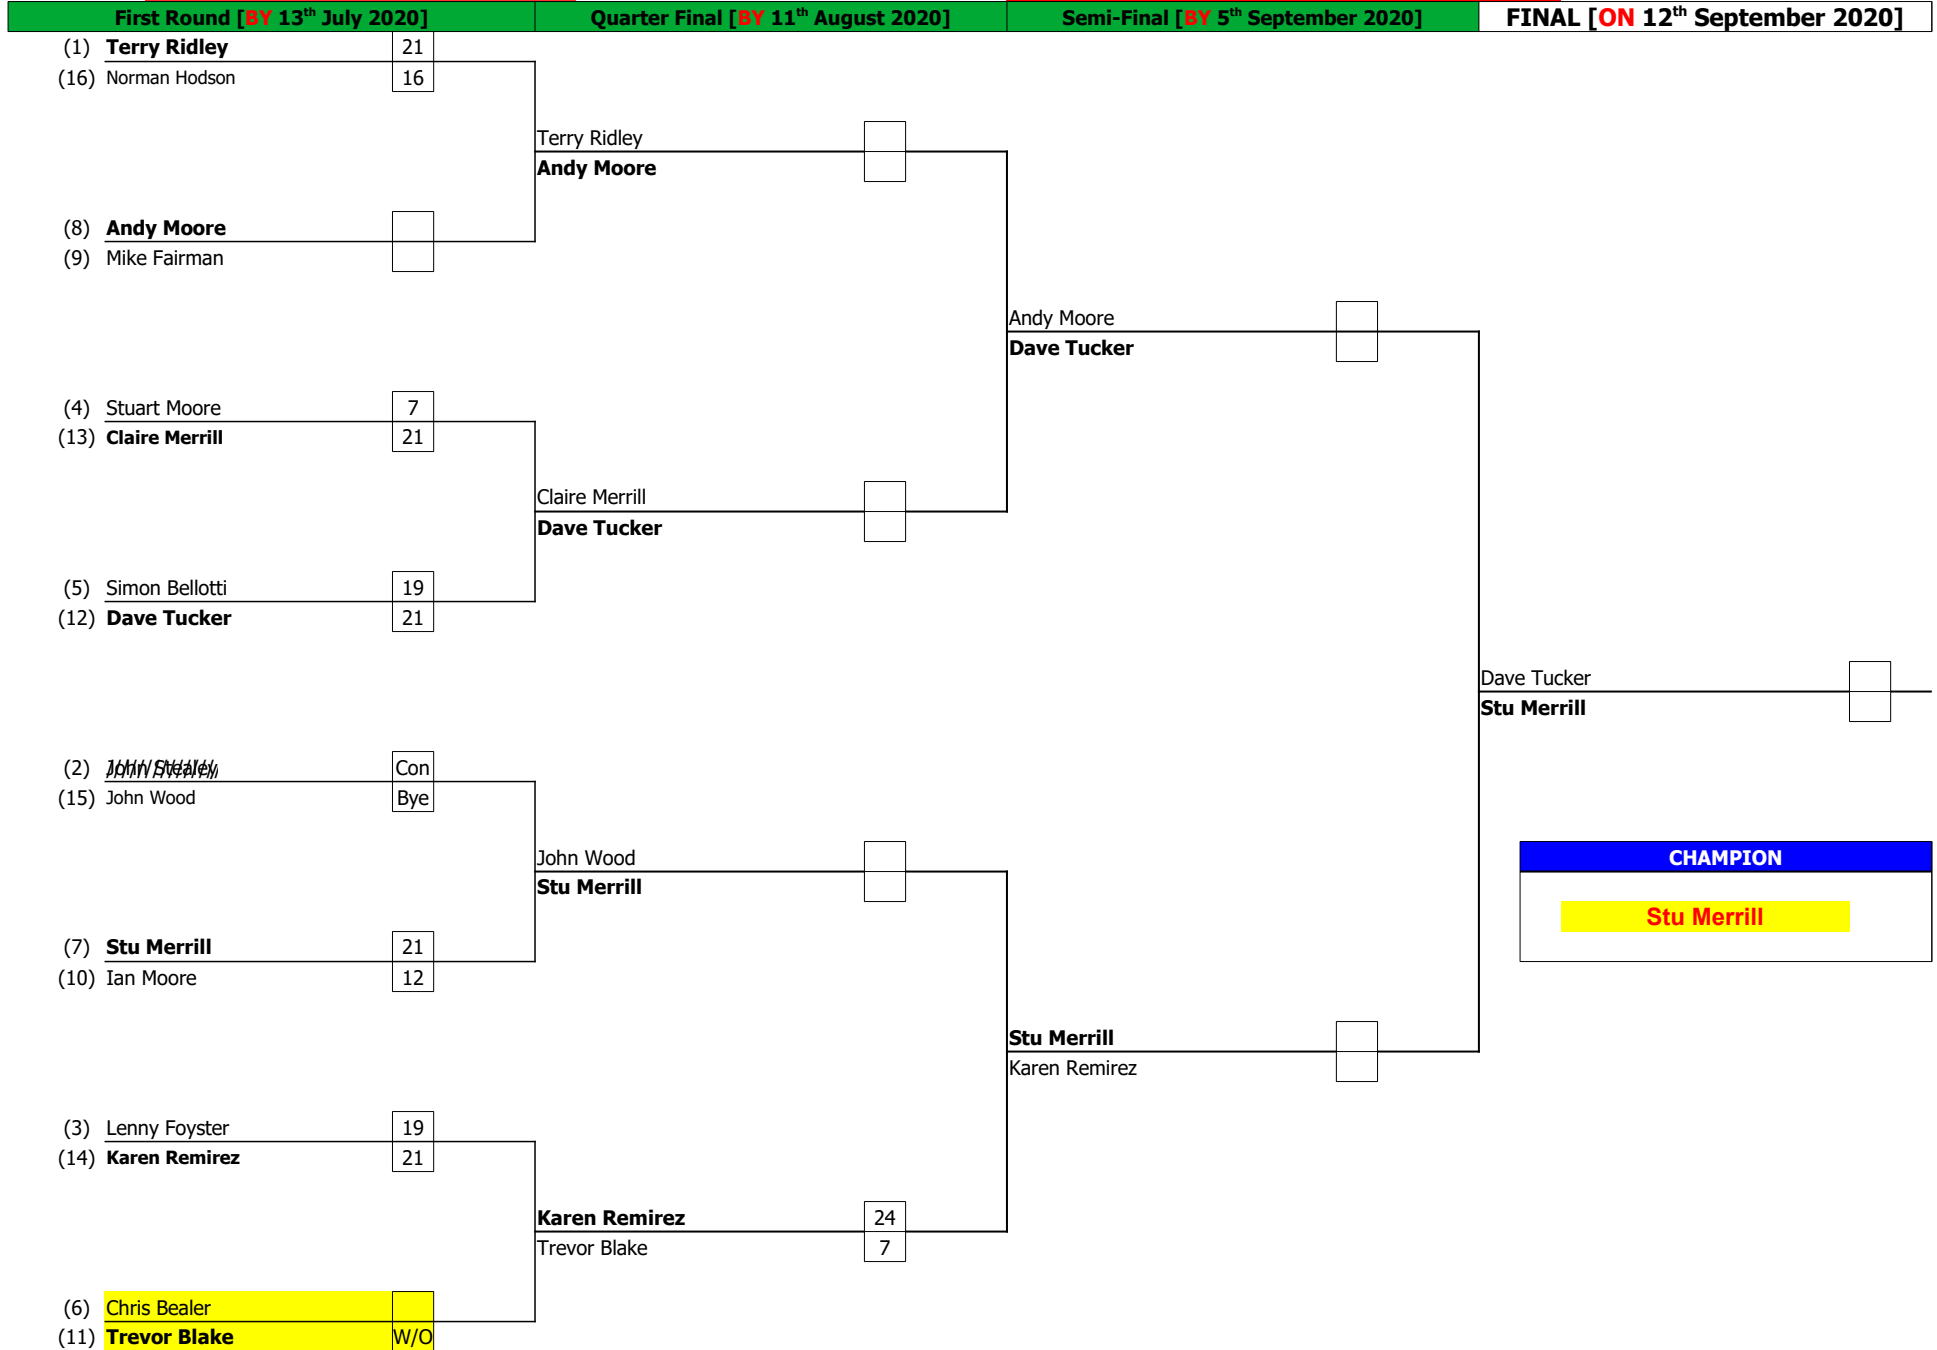 First Round [BY 13th July 2020] Quarter Final [BY 11th August 2020] Semi-Final [BY 5th September 2020] FINAL [ON 12th September 2020]
(1) Terry Ridley 21
(16) Norman Hodson 16
Terry Ridley
Andy Moore
(8) Andy Moore
(9) Mike Fairman
Andy Moore
Dave Tucker
(4) Stuart Moore 7
(13) Claire Merrill 21
Claire Merrill
Dave Tucker
(5) Simon Bellotti 19
(12) Dave Tucker 21
Dave Tucker
Stu Merrill
(2) John Stealey Con
(15) John Wood Bye
John Wood
Stu Merrill
CHAMPION
Stu Merrill
(7) Stu Merrill 21
(10) Ian Moore 12
Stu Merrill
Karen Remirez
(3) Lenny Foyster 19
(14) Karen Remirez 21
Karen Remirez 24
Trevor Blake 7
(6) Chris Bealer
(11) Trevor Blake W/O